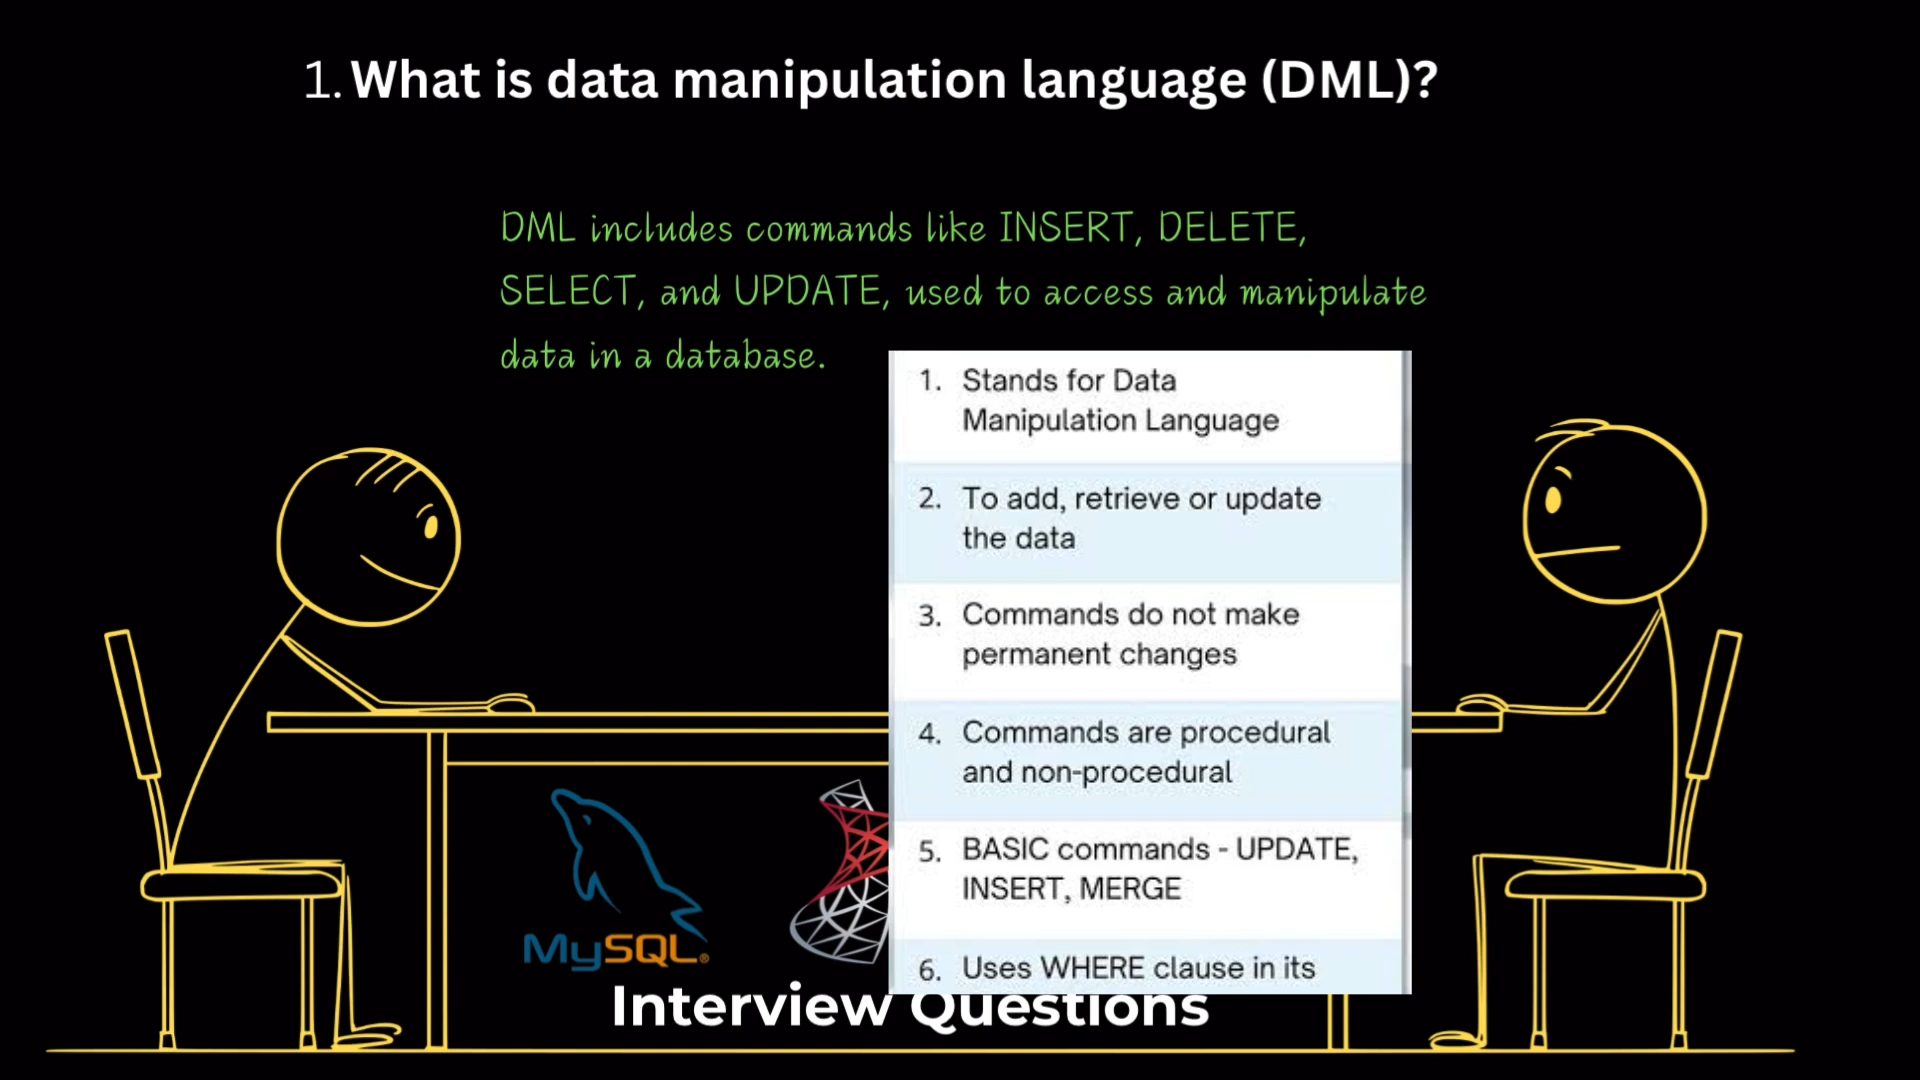 1. What is data manipulation language (DML)?
DML includes commands like INSERT, DELETE,
SELECT, and UPDATE, used to access and manipulate
data in a database.
1. Stands for Data
Manipulation Language
2. To add, retrieve or update
the data
3. Commands do not make
permanent changes
4. Commands are procedural
and non-procedural
5. BASIC commands - UPDATE,
INSERT, MERGE
6. Uses WHERE clause in its
MySQL®
Interview Questions